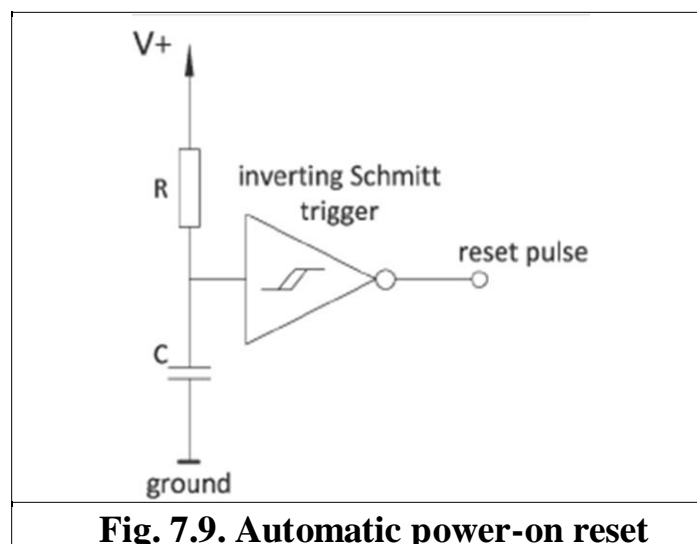 V+
R
inverting Schmitt
trigger
reset pulse
C
ground
Fig. 7.9. Automatic power-on reset